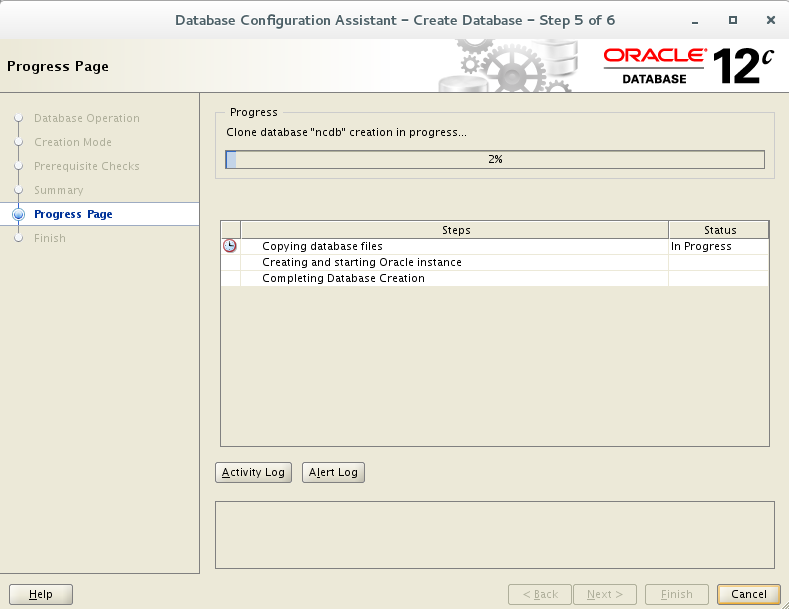 Database Configuration Assistant – Create Database – Step 5 of 6
Progress Page
ORACLE®
DATABASE
12c
Database Operation
Creation Mode
Prerequisite Checks
Summary
Progress Page
Finish
Progress
Clone database "ncdb" creation in progress...
2%
Steps Status
Copying database files In Progress
Creating and starting Oracle instance
Completing Database Creation
Activity Log Alert Log
Help < Back Next > Finish Cancel